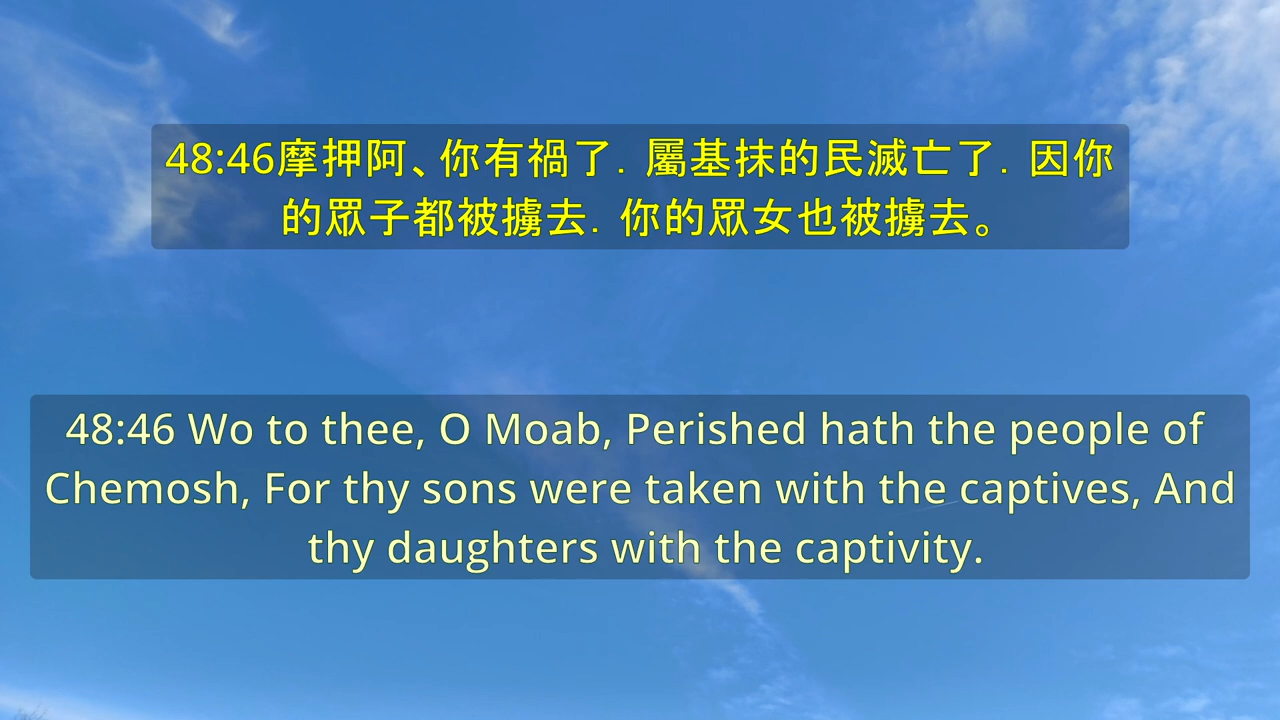 48:46摩押阿、你有禍了．屬基抹的民滅亡了．因你
的眾子都被擄去．你的眾女也被擄去。
48:46 Wo to thee, O Moab, Perished hath the people of
Chemosh, For thy sons were taken with the captives, And
thy daughters with the captivity.